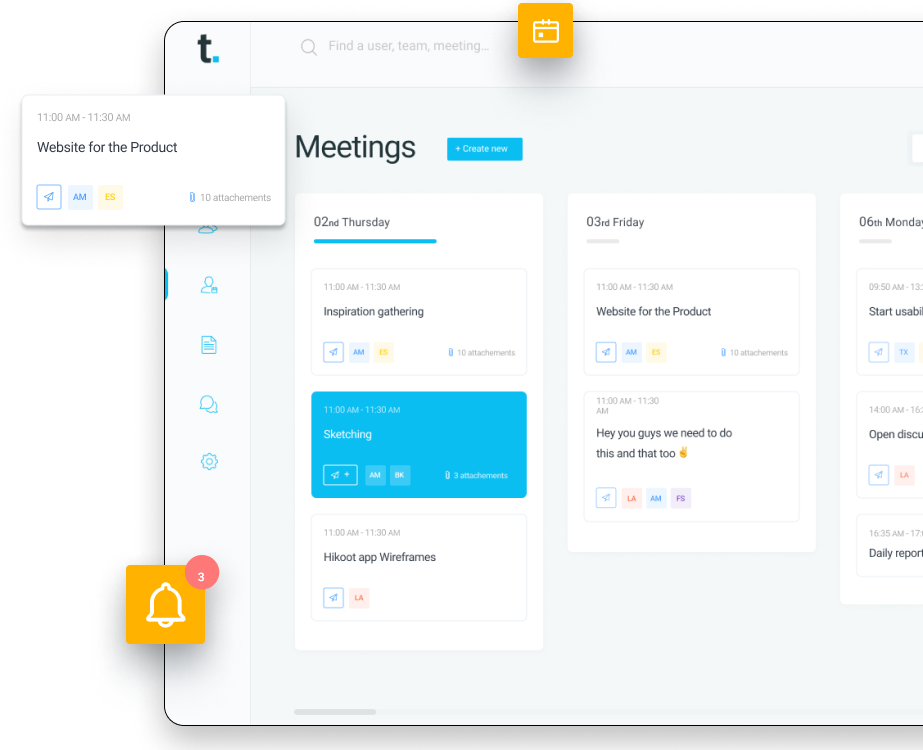 t.
Find a user, team, meeting...
11:00 AM - 11:30 AM
Website for the Product
AM
ES
10 attachements
Meetings
+ Create new
02nd Thursday
11:00 AM - 11:30 AM
Inspiration gathering
AM
ES
10 attachements
11:00 AM - 11:30 AM
Sketching
+
AM
BK
3 attachements
11:00 AM - 11:30 AM
Hikoot app Wireframes
LA
03rd Friday
11:00 AM - 11:30 AM
Website for the Product
AM
ES
10 attachements
11:00 AM - 11:30
AM
Hey you guys we need to do
this and that too ✌
LA
AM
FS
06th Monday
09:50 AM - 13:
Start usabil
TX
14:00 AM - 16:
Open discu
LA
16:35 AM - 17:
Daily report
3